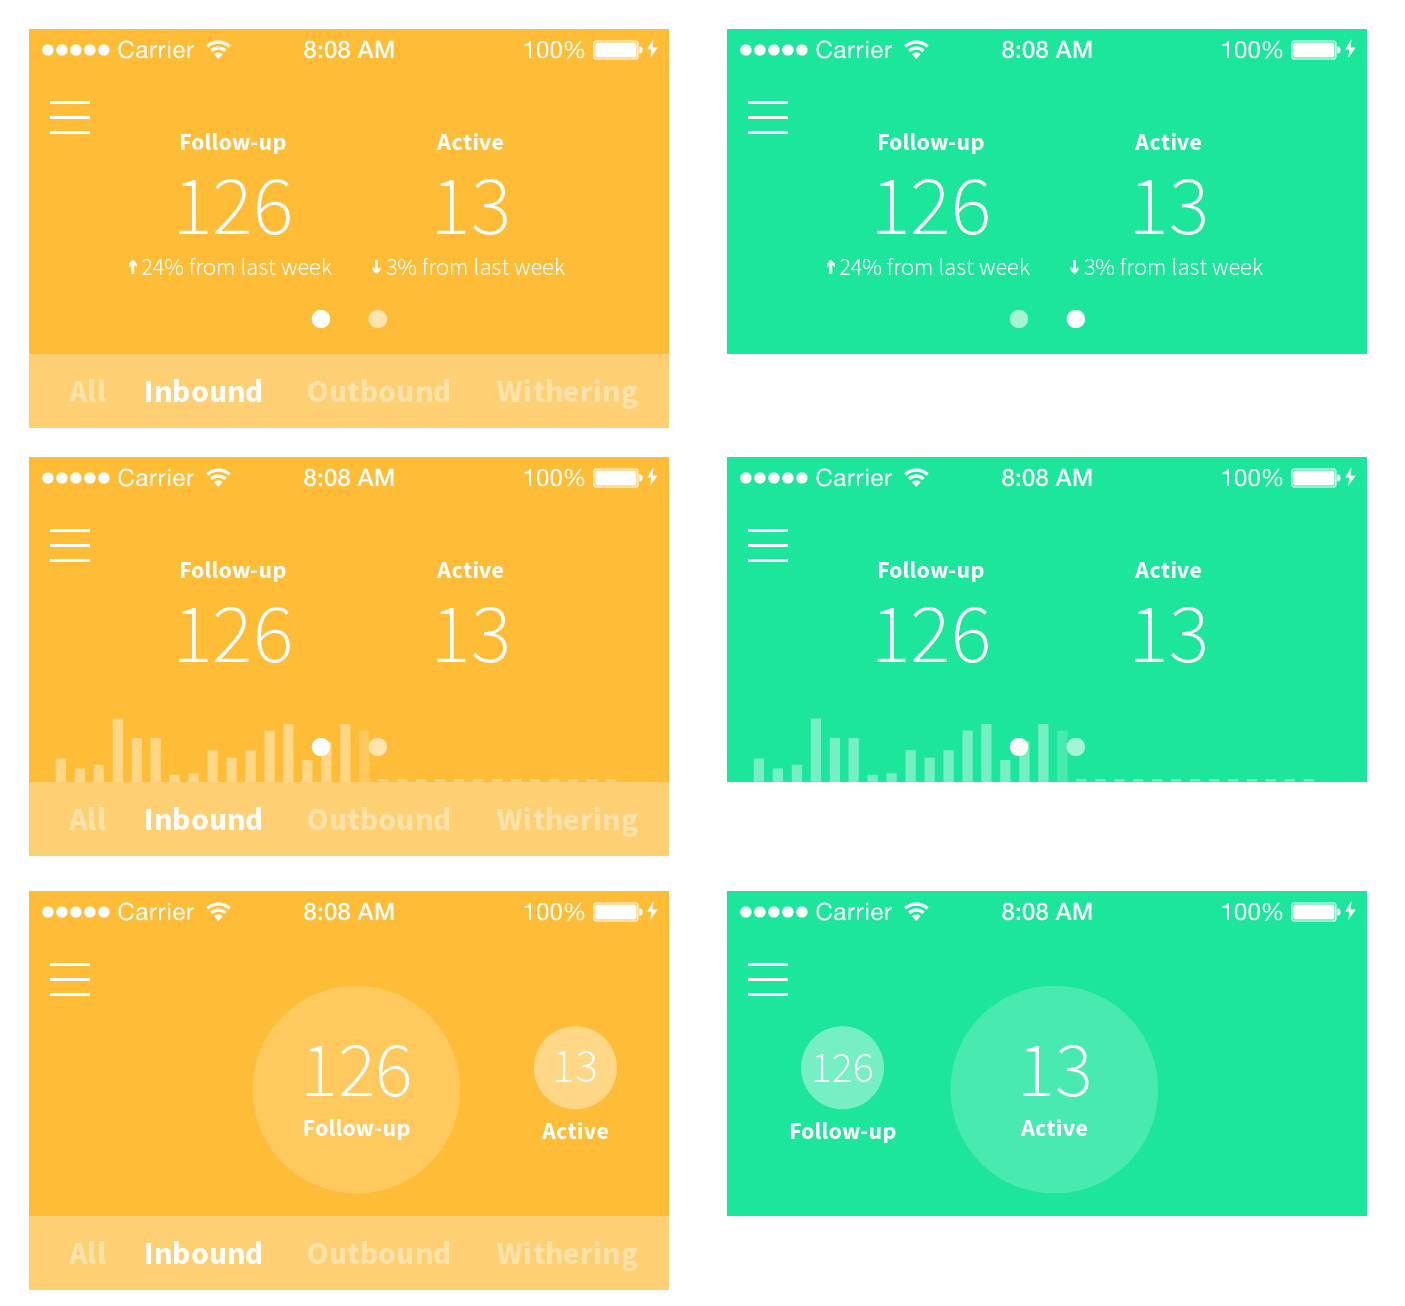 Carrier 8:08 AM 100%
Follow-up Active
126 13
24% from last week 3% from last week
All Inbound Outbound Withering
Carrier 8:08 AM 100%
Follow-up Active
126 13
24% from last week 3% from last week
Carrier 8:08 AM 100%
Follow-up Active
126 13
All Inbound Outbound Withering
Carrier 8:08 AM 100%
Follow-up Active
126 13
Carrier 8:08 AM 100%
126 13
Follow-up Active
All Inbound Outbound Withering
Carrier 8:08 AM 100%
126 13
Follow-up Active